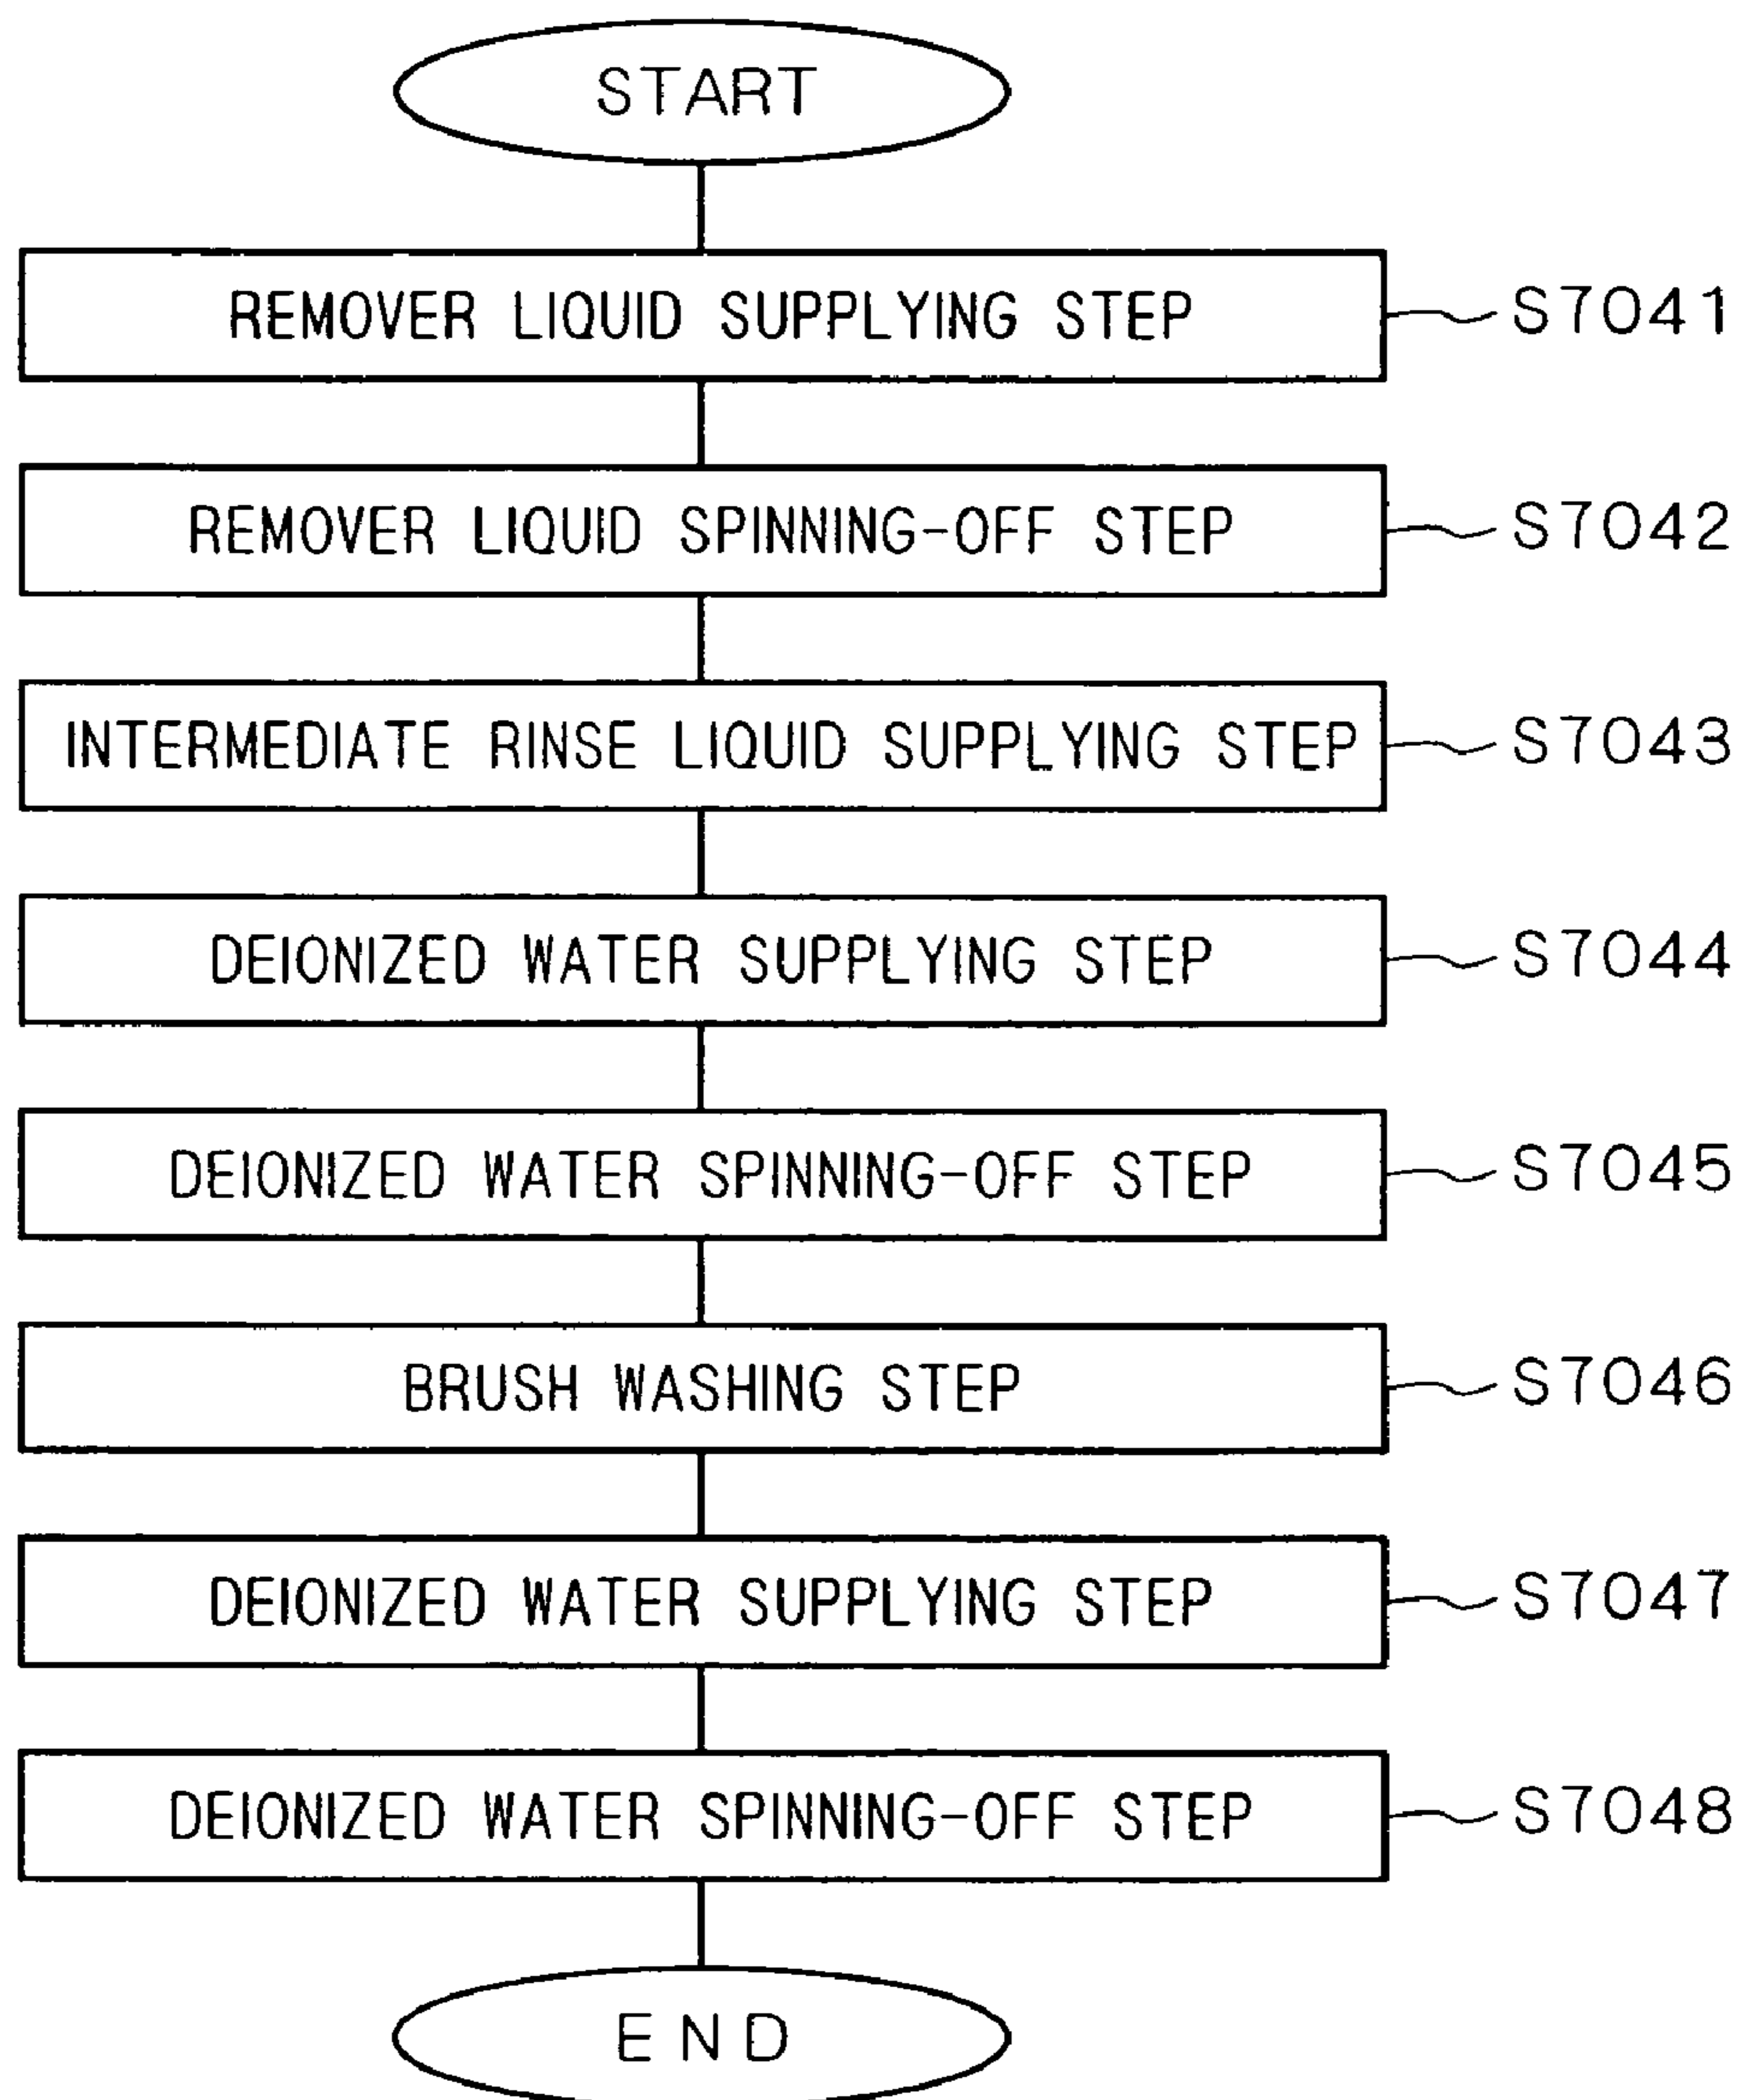 START
REMOVER LIQUID SUPPLYING STEP S7041
REMOVER LIQUID SPINNING-OFF STEP S7042
INTERMEDIATE RINSE LIQUID SUPPLYING STEP S7043
DEIONIZED WATER SUPPLYING STEP S7044
DEIONIZED WATER SPINNING-OFF STEP S7045
BRUSH WASHING STEP S7046
DEIONIZED WATER SUPPLYING STEP S7047
DEIONIZED WATER SPINNING-OFF STEP S7048
END